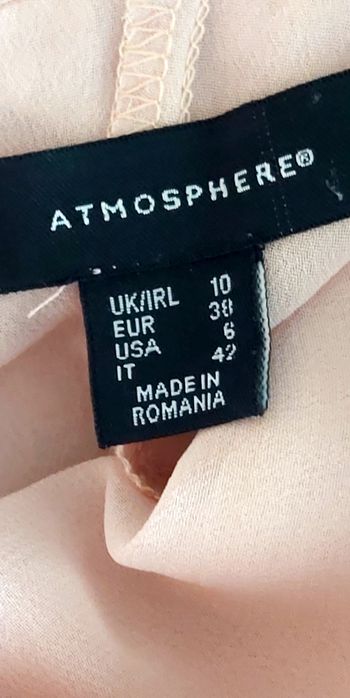 ATMOSPHERE®
UK/IRL 10
EUR 38
USA 6
IT 42
MADE IN
ROMANIA